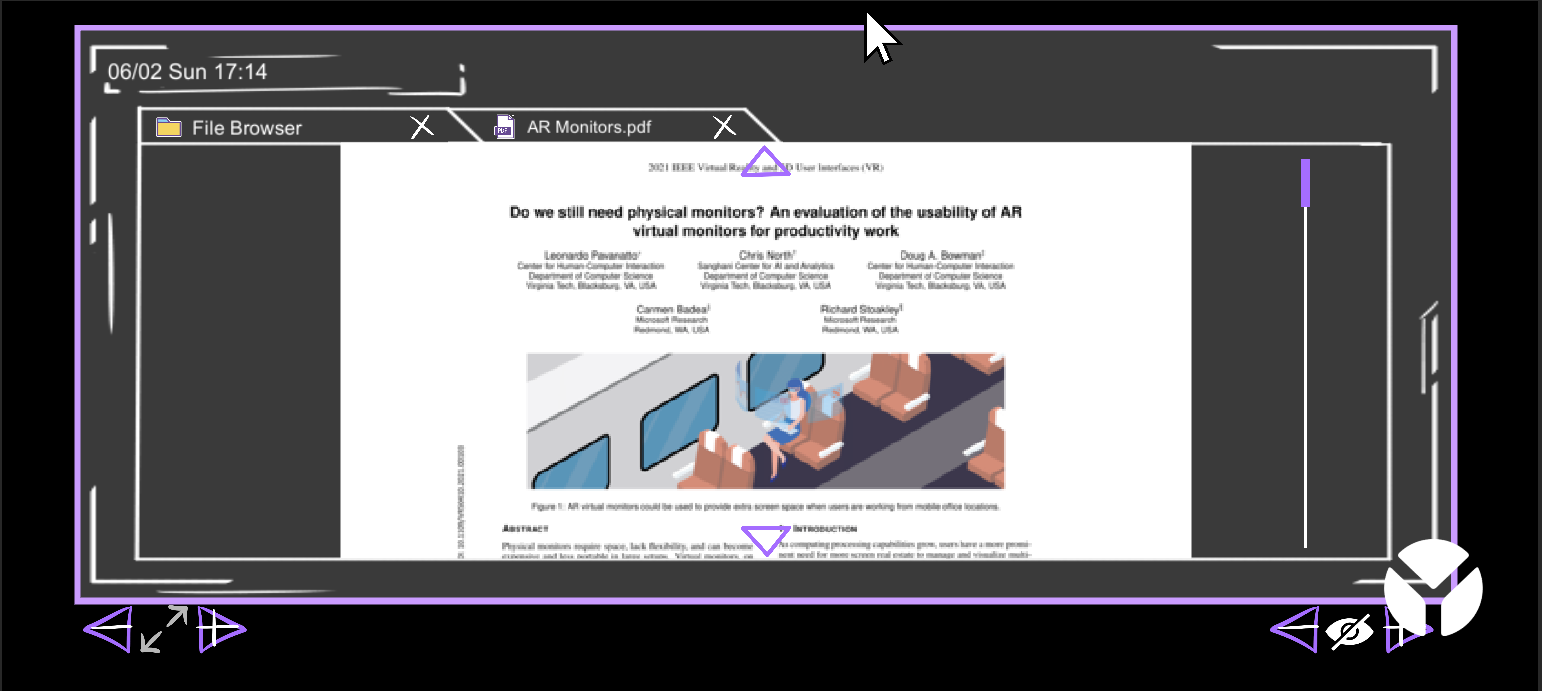 06/02 Sun 17:14
File Browser
AR Monitors.pdf
PDF
2021 IEEE Virtual Reality and 3D User Interfaces (VR)
Do we still need physical monitors? An evaluation of the usability of AR
virtual monitors for productivity work
Leonardo Pavanatto*
Center for Human-Computer Interaction
Department of Computer Science
Virginia Tech, Blacksburg, VA, USA
Chris North†
Sanghani Center for AI and Analytics
Department of Computer Science
Virginia Tech, Blacksburg, VA, USA
Doug A. Bowman‡
Center for Human-Computer Interaction
Department of Computer Science
Virginia Tech, Blacksburg, VA, USA
Carmen Badea§
Microsoft Research
Redmond, WA, USA
Richard Stoakley¶
Microsoft Research
Redmond, WA, USA
Figure 1: AR virtual monitors could be used to provide extra screen space when users are working from mobile office locations.
ABSTRACT
Physical monitors require space, lack flexibility, and can become
expensive and less portable in large setups. Virtual monitors, on
INTRODUCTION
As computing processing capabilities grow, users have a more promi-
nent need for more screen real estate to manage and visualize multi-